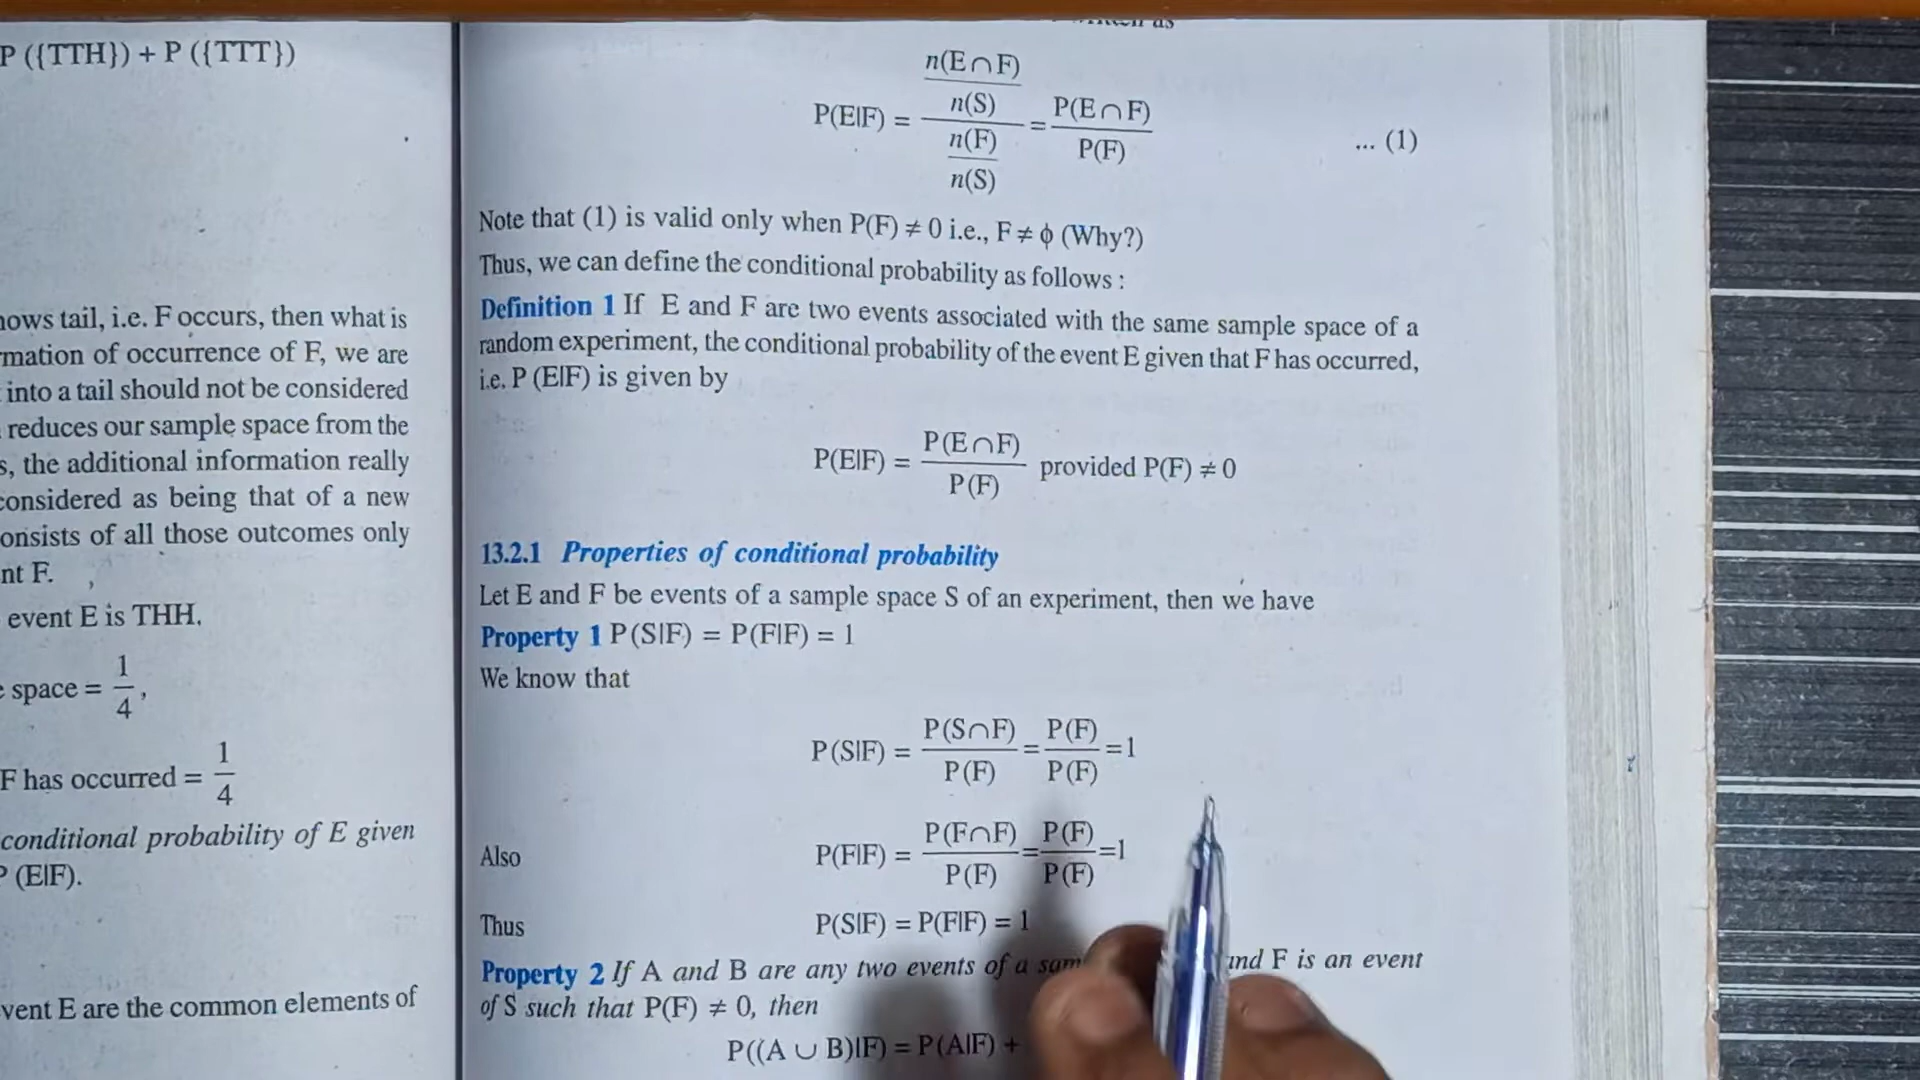 P ({TTH}) + P ({TTT})
tail, i.e. F occurs, then what is
of occurrence of F, we are
into a tail should not be considered
reduces our sample space from the
the additional information really
considered as being that of a new
consists of all those outcomes only
F.
event E is THH.
space = 1/4,
F has occurred = 1/4
conditional probability of E given
P (E|F).
E are the common elements of
as
P(E|F) = (n(E∩F)/n(S))/(n(F)/n(S)) = P(E∩F)/P(F) ... (1)
Note that (1) is valid only when P(F) ≠ 0 i.e., F ≠ ϕ (Why?)
Thus, we can define the conditional probability as follows :
Definition 1 If E and F are two events associated with the same sample space of a
random experiment, the conditional probability of the event E given that F has occurred,
i.e. P (E|F) is given by
P(E|F) = P(E∩F)/P(F) provided P(F) ≠ 0
13.2.1 Properties of conditional probability
Let E and F be events of a sample space S of an experiment, then we have
Property 1 P(S|F) = P(F|F) = 1
We know that
P(S|F) = P(S∩F)/P(F) = P(F)/P(F) = 1
Also P(F|F) = P(F∩F)/P(F) = P(F)/P(F) = 1
Thus P(S|F) = P(F|F) = 1
Property 2 If A and B are any two events of a and F is an event
of S such that P(F) ≠ 0, then
P((A ∪ B)|F) = P(A|F) +